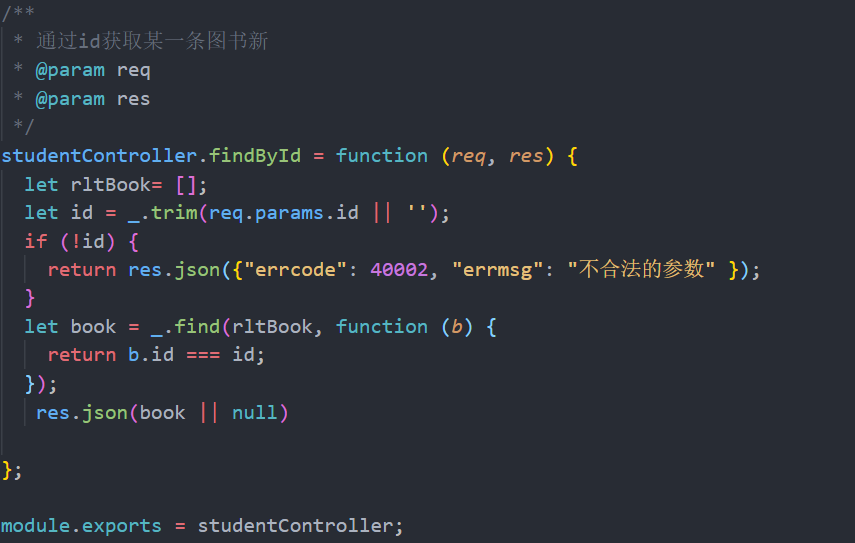 /**
 * 通过id获取某一条图书新
 * @param req
 * @param res
 */
studentController.findById = function (req, res) {
  let rltBook= [];
  let id = _.trim(req.params.id || '');
  if (!id) {
    return res.json({"errcode": 40002, "errmsg": "不合法的参数" });
  }
  let book = _.find(rltBook, function (b) {
    return b.id === id;
  });
   res.json(book || null)
};
module.exports = studentController;